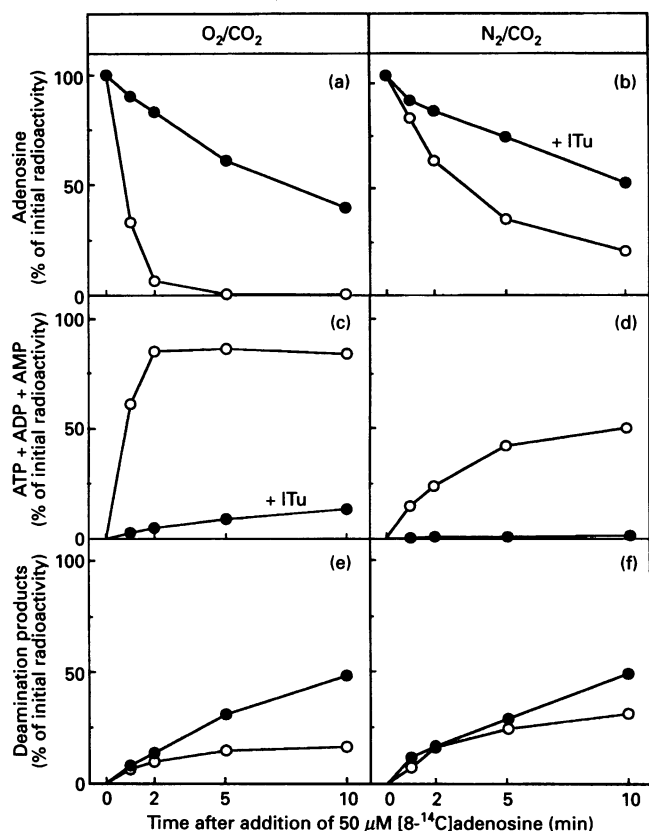 O₂/CO₂
N₂/CO₂
Adenosine
(% of initial radioactivity)
100
50
0
(a)
(b)
+ ITu
ATP + ADP + AMP
(% of initial radioactivity)
100
50
0
(c)
+ ITu
(d)
Deamination products
(% of initial radioactivity)
100
50
0
(e)
(f)
0 2 5 10
0 2 5 10
Time after addition of 50 µM [8-¹⁴C]adenosine (min)